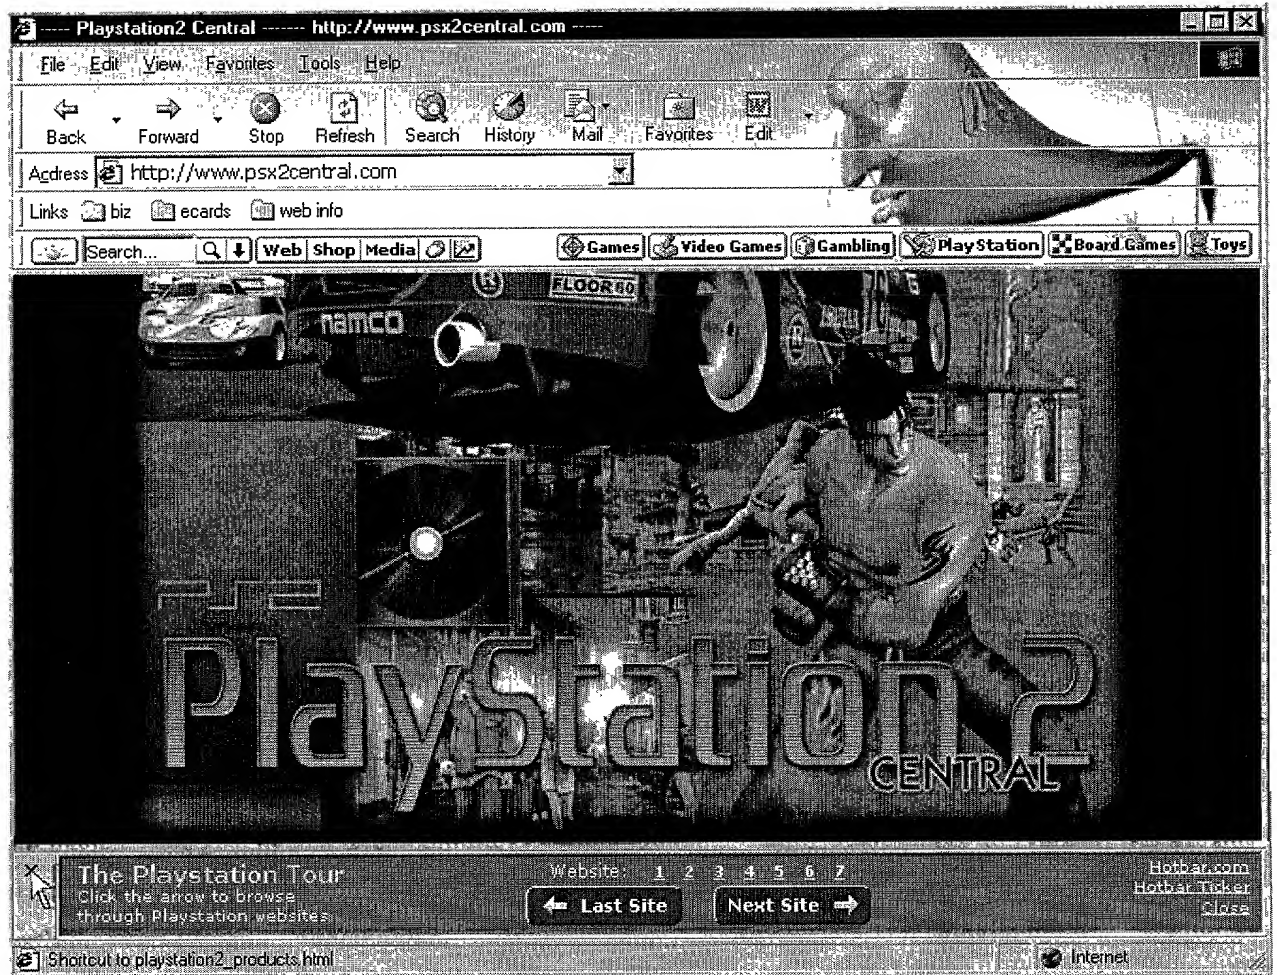 ----- Playstation2 Central ------- http://www.psx2central.com -----
File Edit View Favorites Tools Help
Back Forward Stop Refresh Search History Mail Favorites Edit
Address http://www.psx2central.com
Links biz ecards web info
Search... Web Shop Media Games Video Games Gambling PlayStation Board Games Toys
R FLOOR 60
namco
R
PlayStation 2
CENTRAL
The Playstation Tour
Click the arrow to browse
through Playstation websites
Website: 1 2 3 4 5 6 7
Last Site Next Site
Hotbar.com
Hotbar Ticker
Close
Shortcut to playstation2_products.html Internet